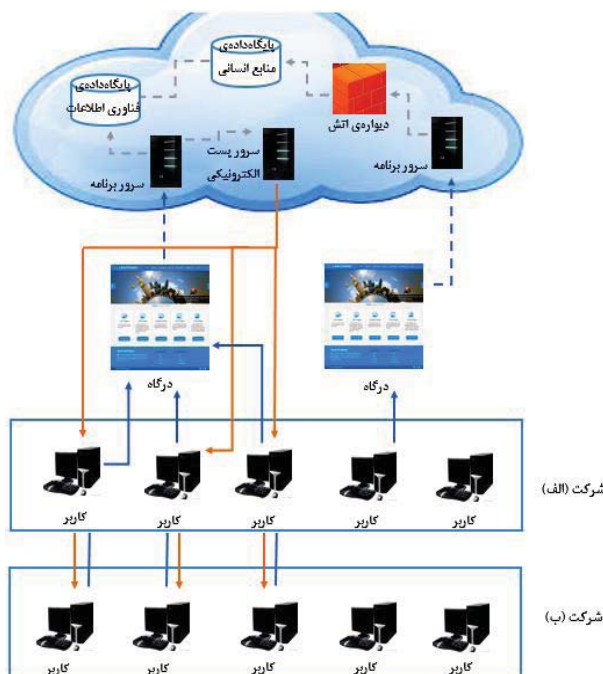 پایگاه‌داده‌ی
منابع انسانی
پایگاه‌داده‌ی
فناوری اطلاعات
دیواره‌ی اتش
سرور پست
الکترونیکی
سرور برنامه
سرور برنامه
درگاه
درگاه
شرکت (الف)
کاربر
کاربر
کاربر
کاربر
کاربر
شرکت (ب)
کاربر
کاربر
کاربر
کاربر
کاربر